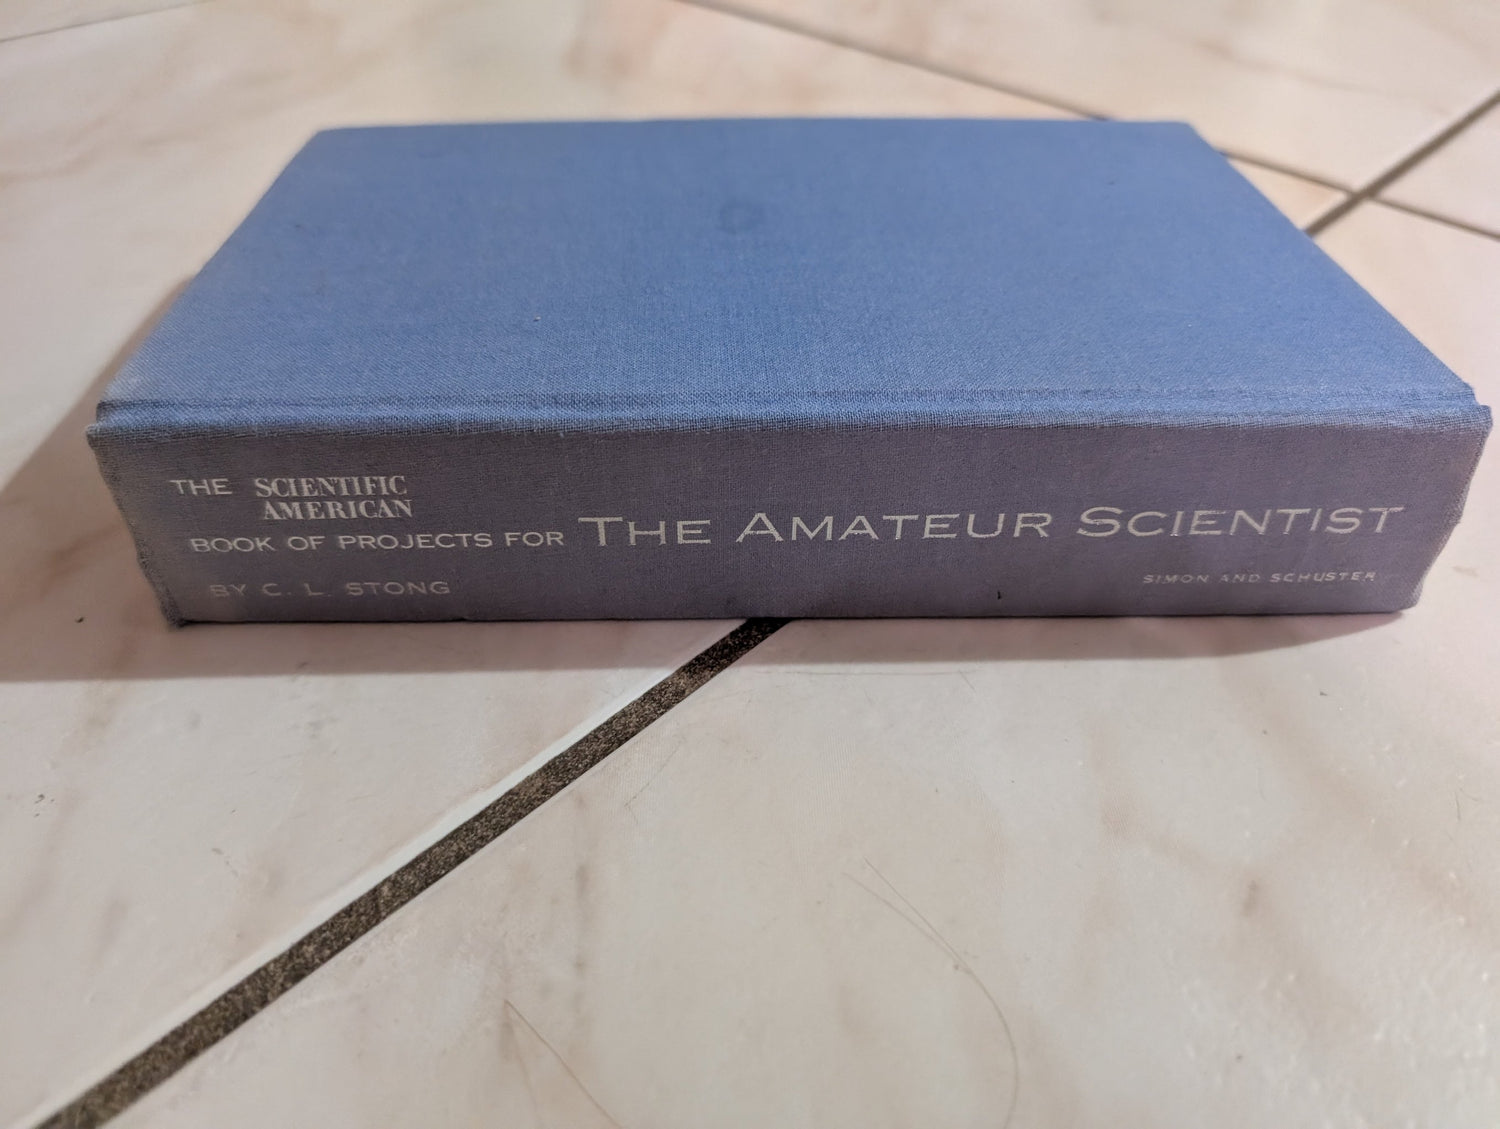 THE SCIENTIFIC
AMERICAN
BOOK OF PROJECTS FOR THE AMATEUR SCIENTIST
BY C. L. STONG
SIMON AND SCHUSTER